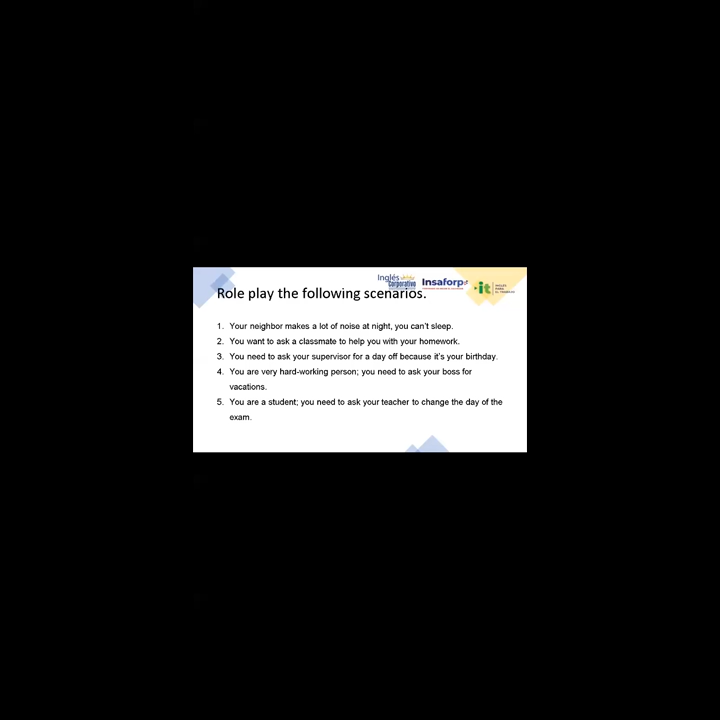 Inglés
corporativo
Insaforp
it
Role play the following scenarios.
1. Your neighbor makes a lot of noise at night, you can't sleep.
2. You want to ask a classmate to help you with your homework.
3. You need to ask your supervisor for a day off because it's your birthday.
4. You are very hard-working person; you need to ask your boss for
vacations.
5. You are a student; you need to ask your teacher to change the day of the
exam.